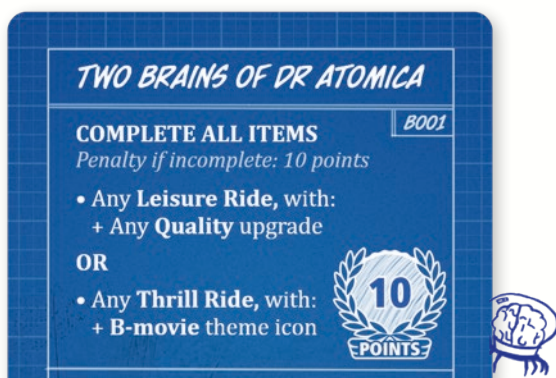 TWO BRAINS OF DR ATOMICA
B001
COMPLETE ALL ITEMS
Penalty if incomplete: 10 points
• Any Leisure Ride, with:
+ Any Quality upgrade
OR
• Any Thrill Ride, with:
+ B-movie theme icon
10
POINTS